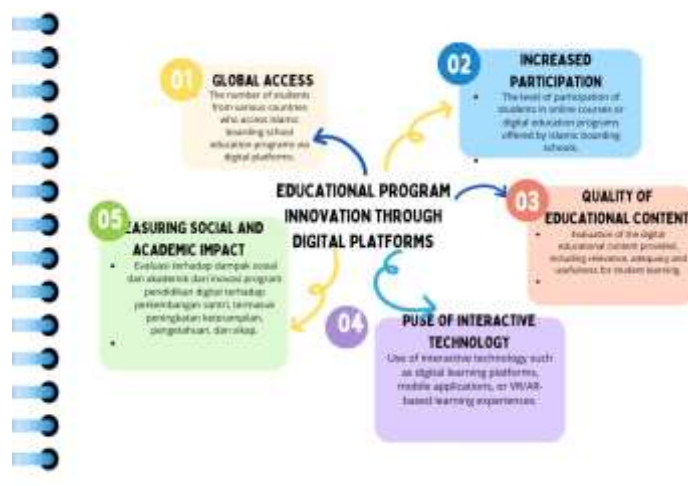 01
GLOBAL ACCESS
The number of students
from various countries
who access Islamic
boarding school
education programs via
digital platforms.
02
INCREASED
PARTICIPATION
The level of participation of
students in online courses or
digital education programs
offered by Islamic boarding
schools.
EDUCATIONAL PROGRAM
INNOVATION THROUGH
DIGITAL PLATFORMS
03
QUALITY OF
EDUCATIONAL CONTENT
Evaluation of the digital
educational content provided,
including relevance, adequacy and
usefulness for student learning.
04
PUSE OF INTERACTIVE
TECHNOLOGY
Use of interactive technology such
as digital learning platforms,
mobile applications, or VR/AR-
based learning experiences.
05
EASURING SOCIAL AND
ACADEMIC IMPACT
Evaluasi terhadap dampak sosial
dan akademik dari inovasi program
pendidikan digital terhadap
perkembangan santri, termasuk
peningkatan keterampilan,
pengetahuan, dan sikap.